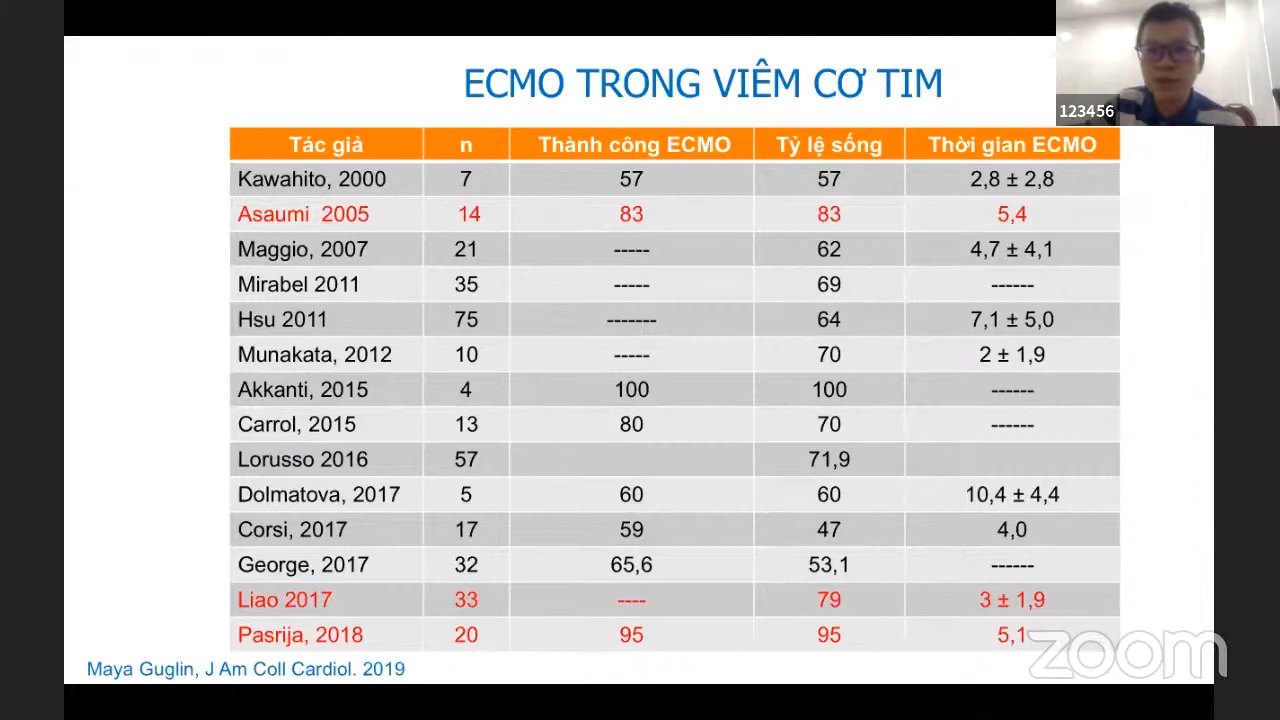 ECMO TRONG VIÊM CƠ TIM
123456
Tác giả n Thành công ECMO Tỷ lệ sống Thời gian ECMO
Kawahito, 2000 7 57 57 2,8 ± 2,8
Asaumi 2005 14 83 83 5,4
Maggio, 2007 21 ----- 62 4,7 ± 4,1
Mirabel 2011 35 ----- 69 ------
Hsu 2011 75 ------- 64 7,1 ± 5,0
Munakata, 2012 10 ----- 70 2 ± 1,9
Akkanti, 2015 4 100 100 ------
Carrol, 2015 13 80 70 ------
Lorusso 2016 57 71,9
Dolmatova, 2017 5 60 60 10,4 ± 4,4
Corsi, 2017 17 59 47 4,0
George, 2017 32 65,6 53,1 ------
Liao 2017 33 ---- 79 3 ± 1,9
Pasrija, 2018 20 95 95 5,1
Maya Guglin, J Am Coll Cardiol. 2019
zoom